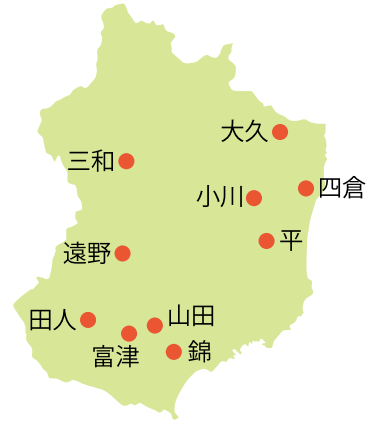 大久
三和
四倉
小川
平
遠野
田人
山田
富津
錦